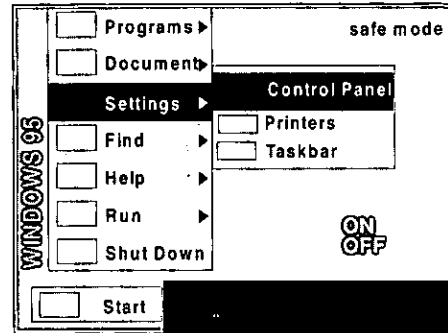 Programs
safe mode
Document
Settings
Control Panel
Find
Printers
Taskbar
Help
Run
ON
OFF
Shut Down
WINDOWS 95
Start